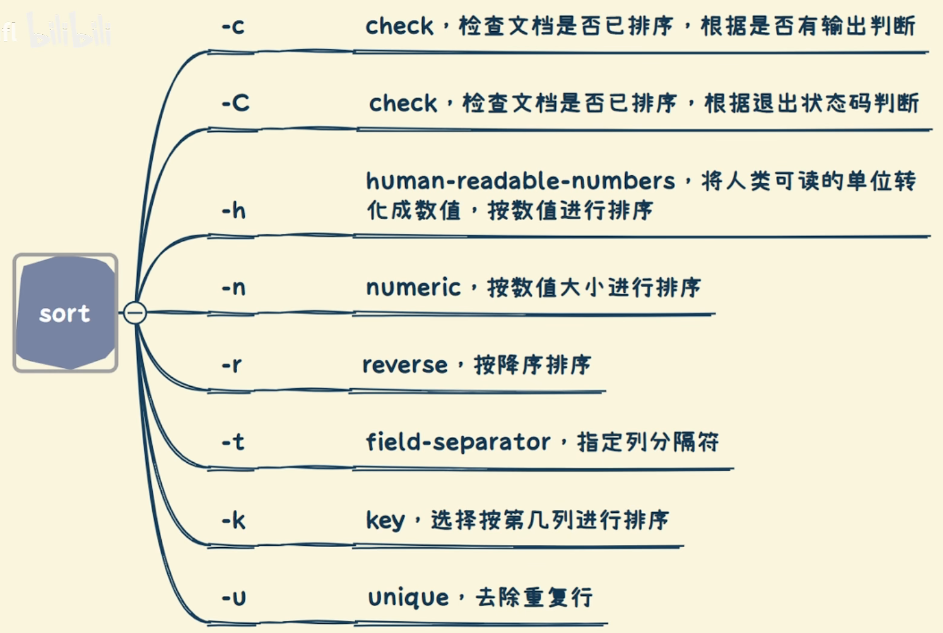 fi bilibili
-c check，检查文档是否已排序，根据是否有输出判断
-C check，检查文档是否已排序，根据退出状态码判断
-h human-readable-numbers，将人类可读的单位转
化成数值，按数值进行排序
-n numeric，按数值大小进行排序
sort
-r reverse，按降序排序
-t field-separator，指定列分隔符
-k key，选择按第几列进行排序
-u unique，去除重复行